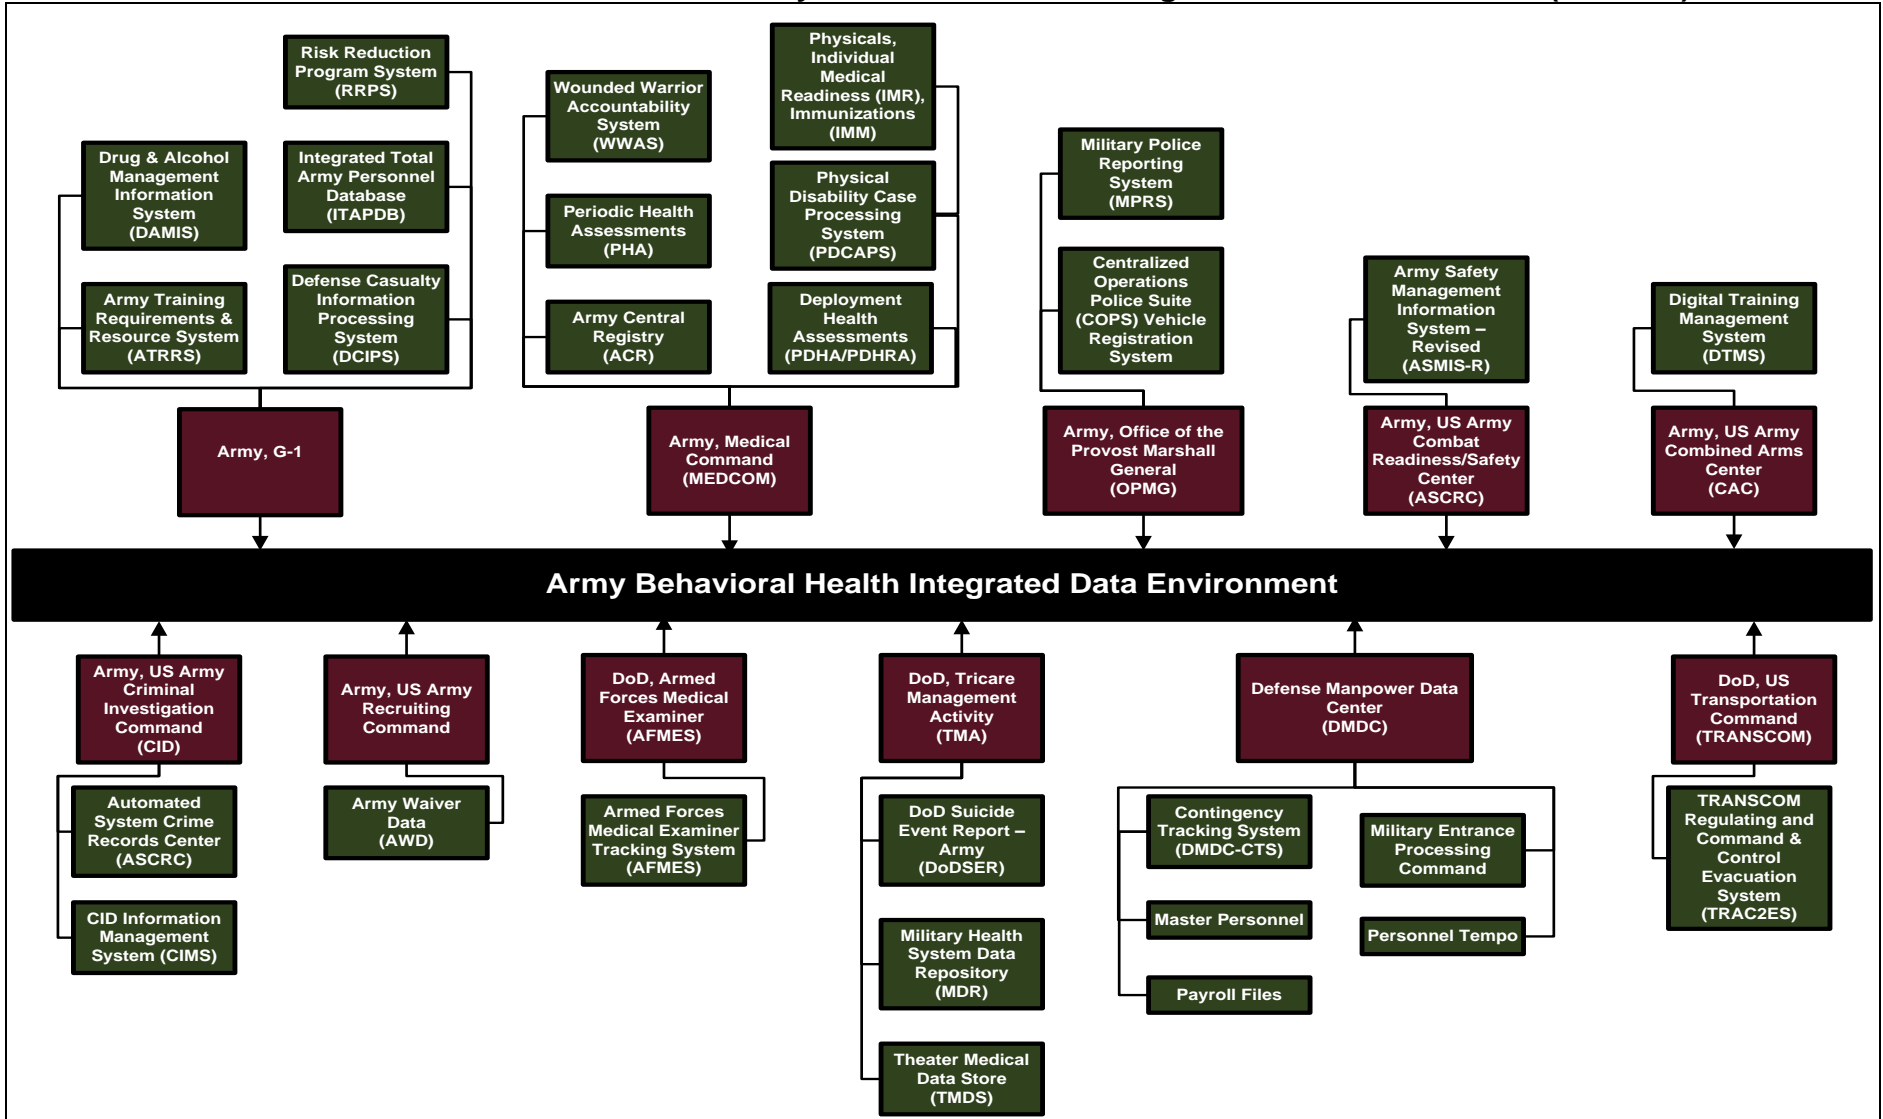 Risk Reduction
Program System
(RRPS)
Drug & Alcohol
Management
Information
System
(DAMIS)
Integrated Total
Army Personnel
Database
(ITAPDB)
Army Training
Requirements &
Resource System
(ATRRS)
Defense Casualty
Information
Processing
System
(DCIPS)
Wounded Warrior
Accountability
System
(WWAS)
Physicals,
Individual
Medical
Readiness (IMR),
Immunizations
(IMM)
Periodic Health
Assessments
(PHA)
Physical
Disability Case
Processing
System
(PDCAPS)
Army Central
Registry
(ACR)
Deployment
Health
Assessments
(PDHA/PDHRA)
Military Police
Reporting
System
(MPRS)
Centralized
Operations
Police Suite
(COPS) Vehicle
Registration
System
Army Safety
Management
Information
System –
Revised
(ASMIS-R)
Digital Training
Management
System
(DTMS)
Army, G-1
Army, Medical
Command
(MEDCOM)
Army, Office of the
Provost Marshall
General
(OPMG)
Army, US Army
Combat
Readiness/Safety
Center
(ASCRC)
Army, US Army
Combined Arms
Center
(CAC)
Army Behavioral Health Integrated Data Environment
Army, US Army
Criminal
Investigation
Command
(CID)
Army, US Army
Recruiting
Command
DoD, Armed
Forces Medical
Examiner
(AFMES)
DoD, Tricare
Management
Activity
(TMA)
Defense Manpower Data
Center
(DMDC)
DoD, US
Transportation
Command
(TRANSCOM)
Automated
System Crime
Records Center
(ASCRC)
CID Information
Management
System (CIMS)
Army Waiver
Data
(AWD)
Armed Forces
Medical Examiner
Tracking System
(AFMES)
DoD Suicide
Event Report –
Army
(DoDSER)
Military Health
System Data
Repository
(MDR)
Theater Medical
Data Store
(TMDS)
Contingency
Tracking System
(DMDC-CTS)
Master Personnel
Payroll Files
Military Entrance
Processing
Command
Personnel Tempo
TRANSCOM
Regulating and
Command &
Control
Evacuation
System
(TRAC2ES)